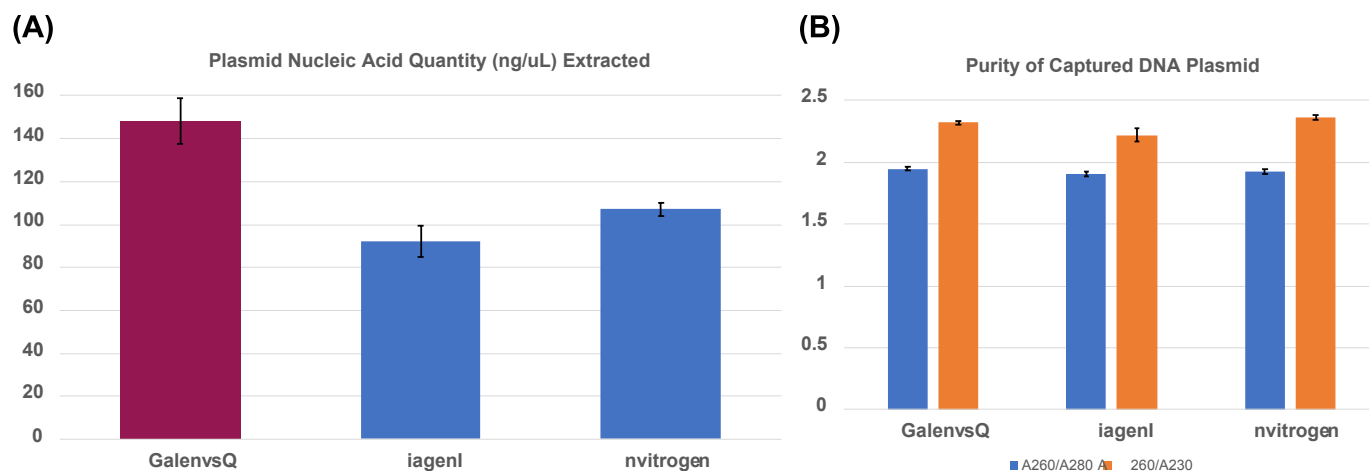 (A)
Plasmid Nucleic Acid Quantity (ng/uL) Extracted
160
140
120
100
80
60
40
20
0
GalenvsQ iagenI nvitrogen
(B)
Purity of Captured DNA Plasmid
2.5
2
1.5
1
0.5
0
GalenvsQ iagenI nvitrogen
A260/A280 A 260/A230